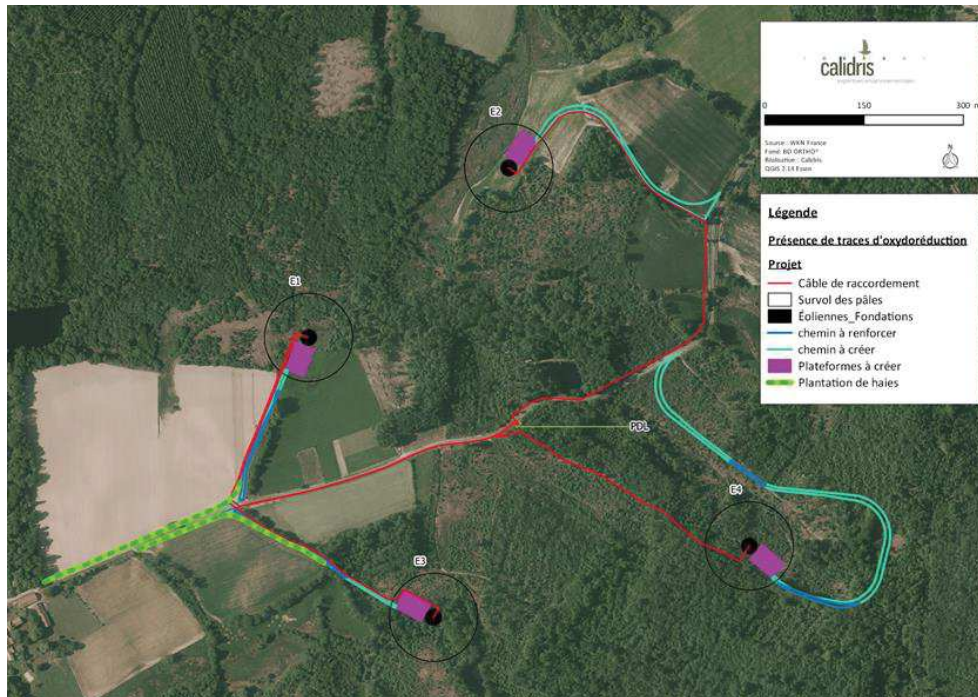 calidris
0 150 300 m
Source : WKN France
Fond: BD ORTHO®
Réalisation : Calidris
QGIS 2.14 Essen
N
Légende
Présence de traces d'oxydoréduction
Projet
Câble de raccordement
Survol des pâles
Éoliennes_Fondations
chemin à renforcer
chemin à créer
Plateformes à créer
Plantation de haies
E2
E1
PDL
E4
E3